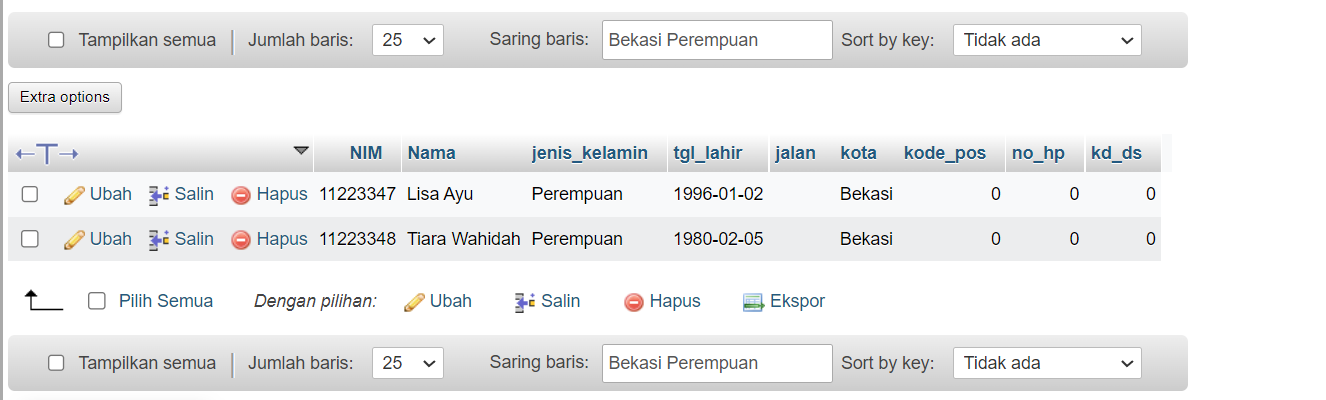 Tampilkan semua Jumlah baris: 25 Saring baris: Bekasi Perempuan Sort by key: Tidak ada
Extra options
NIM Nama jenis_kelamin tgl_lahir jalan kota kode_pos no_hp kd_ds
Ubah Salin Hapus 11223347 Lisa Ayu Perempuan 1996-01-02 Bekasi 0 0 0
Ubah Salin Hapus 11223348 Tiara Wahidah Perempuan 1980-02-05 Bekasi 0 0 0
Pilih Semua Dengan pilihan: Ubah Salin Hapus Ekspor
Tampilkan semua Jumlah baris: 25 Saring baris: Bekasi Perempuan Sort by key: Tidak ada